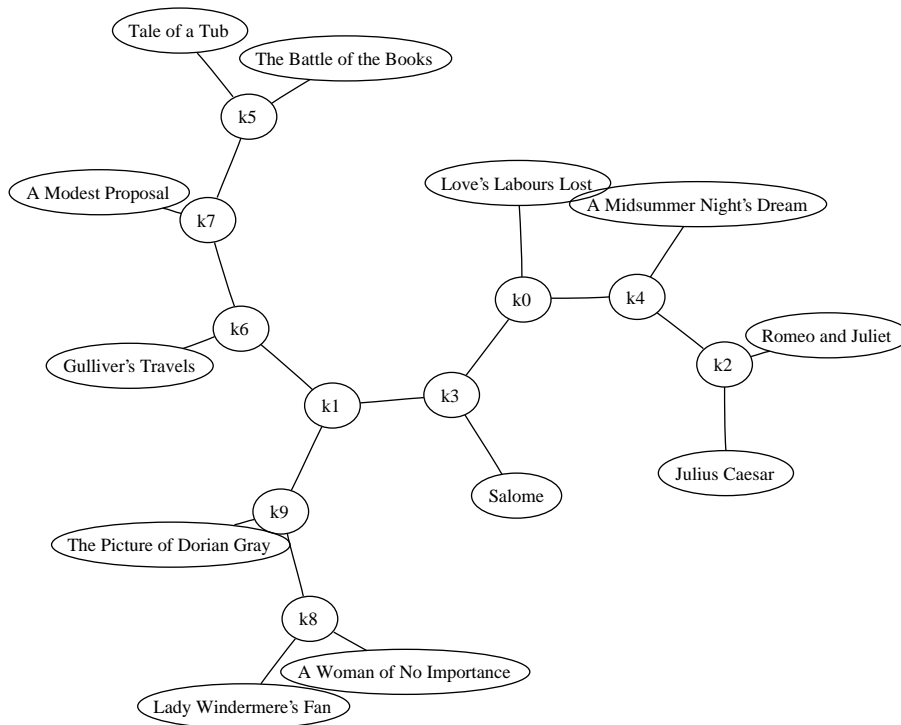 Tale of a Tub
The Battle of the Books
k5
A Modest Proposal
k7
Love's Labours Lost
A Midsummer Night's Dream
k0
k4
k6
Gulliver's Travels
Romeo and Juliet
k2
k1
k3
Julius Caesar
Salome
k9
The Picture of Dorian Gray
k8
A Woman of No Importance
Lady Windermere's Fan